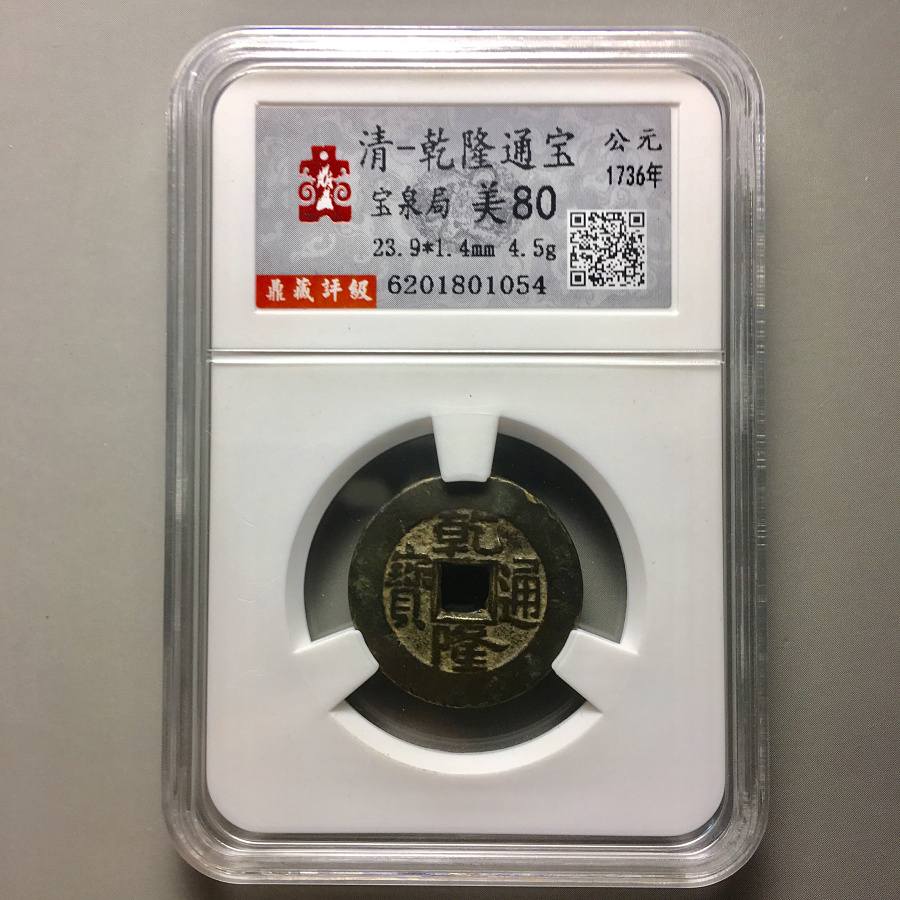 清-乾隆通宝
公元
1736年
宝泉局 美80
23.9*1.4mm 4.5g
鼎藏評級 6201801054
乾隆通寳